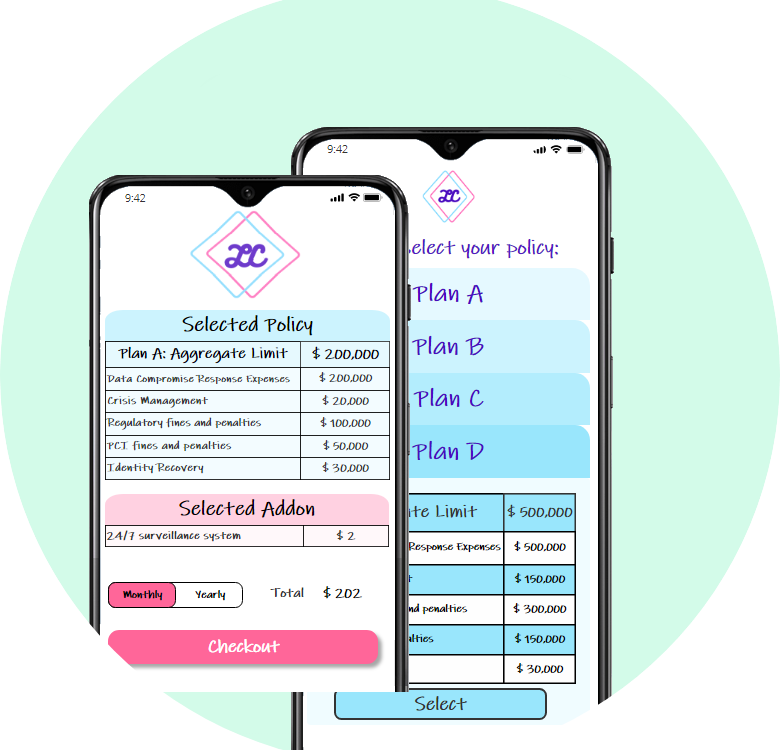 9:42
LC
Selected Policy
Plan A: Aggregate Limit $ 200,000
Data Compromise Response Expenses $ 200,000
Crisis Management $ 20,000
Regulatory fines and penalties $ 100,000
PCI fines and penalties $ 50,000
Identity Recovery $ 30,000
Selected Addon
24/7 surveillance system $ 2
Monthly Yearly Total $ 202
Checkout
9:42
LC
elect your policy:
Plan A
Plan B
Plan C
Plan D
te Limit $ 500,000
Response Expenses $ 500,000
t $ 150,000
nd penalties $ 300,000
alties $ 150,000
$ 30,000
Select